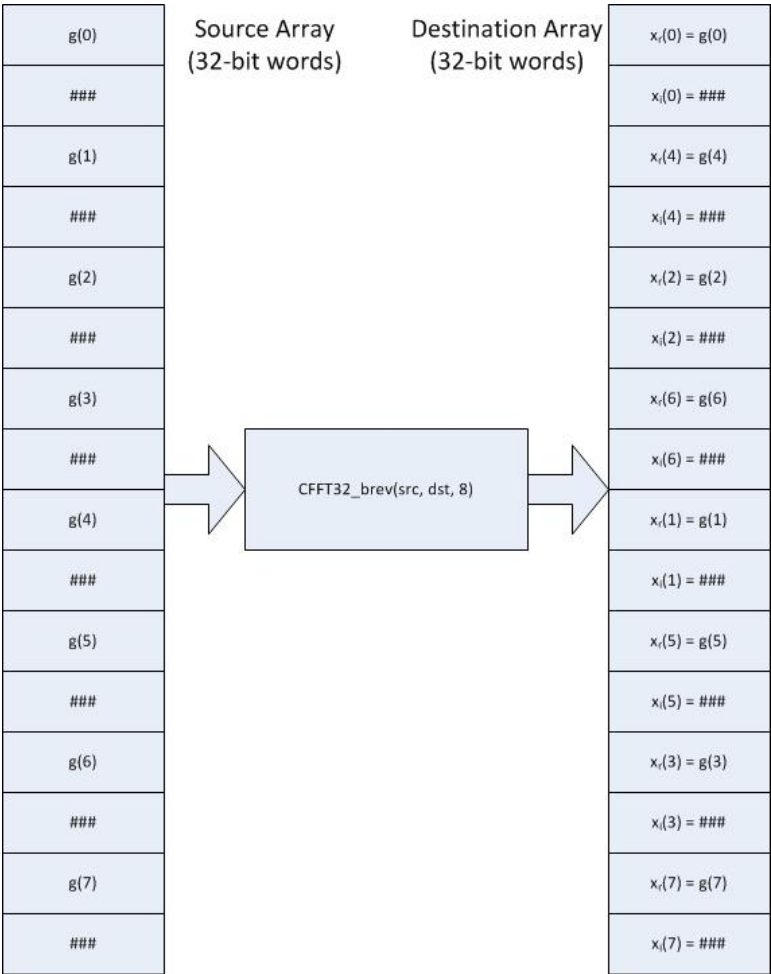 g(0)
###
g(1)
###
g(2)
###
g(3)
###
g(4)
###
g(5)
###
g(6)
###
g(7)
###
Source Array
(32-bit words)
CFFT32_brev(src, dst, 8)
Destination Array
(32-bit words)
xᵣ(0) = g(0)
xᵢ(0) = ###
xᵣ(4) = g(4)
xᵢ(4) = ###
xᵣ(2) = g(2)
xᵢ(2) = ###
xᵣ(6) = g(6)
xᵢ(6) = ###
xᵣ(1) = g(1)
xᵢ(1) = ###
xᵣ(5) = g(5)
xᵢ(5) = ###
xᵣ(3) = g(3)
xᵢ(3) = ###
xᵣ(7) = g(7)
xᵢ(7) = ###